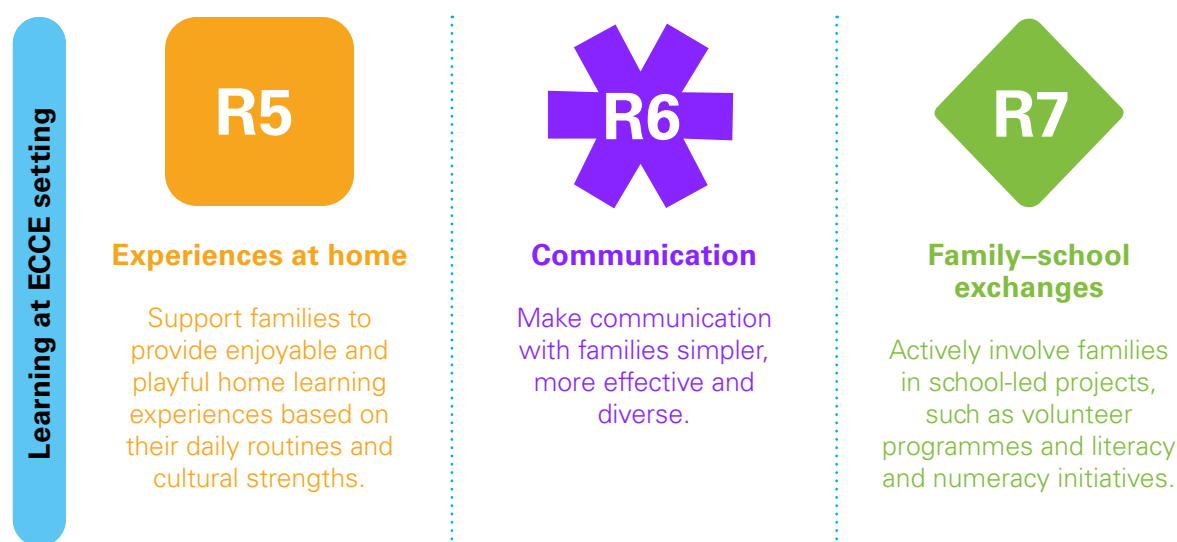 Learning at ECCE setting
R5
Experiences at home
Support families to
provide enjoyable and
playful home learning
experiences based on
their daily routines and
cultural strengths.
R6
Communication
Make communication
with families simpler,
more effective and
diverse.
R7
Family–school
exchanges
Actively involve families
in school-led projects,
such as volunteer
programmes and literacy
and numeracy initiatives.